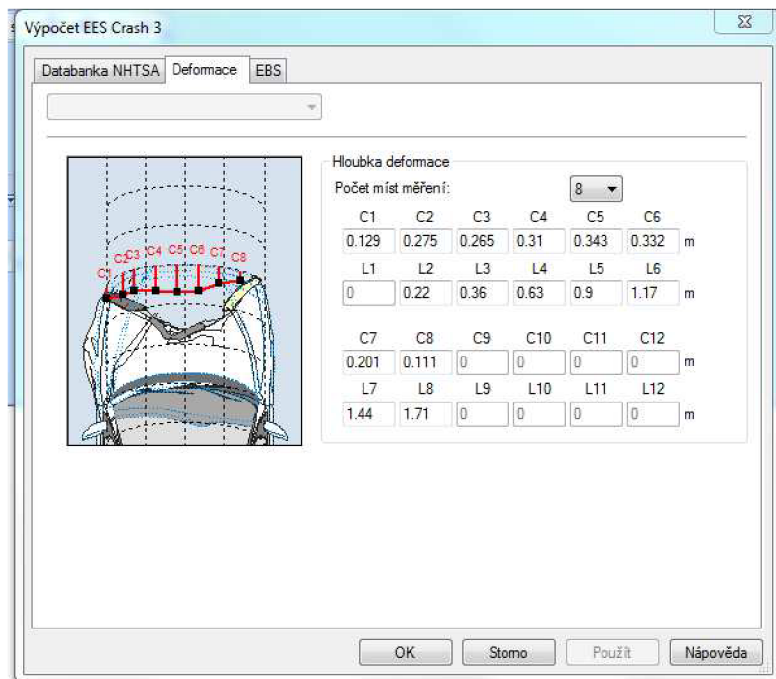 Výpočet EES Crash 3
Databanka NHTSA Deformace EBS
Hloubka deformace
Počet míst měření: 8
C1 C2 C3 C4 C5 C6
0.129 0.275 0.265 0.31 0.343 0.332 m
L1 L2 L3 L4 L5 L6
0 0.22 0.36 0.63 0.9 1.17 m
C7 C8 C9 C10 C11 C12
0.201 0.111 0 0 0 0 m
L7 L8 L9 L10 L11 L12
1.44 1.71 0 0 0 0 m
C1 C2 C3 C4 C5 C6 C7 C8
OK Storno Použít Nápověda